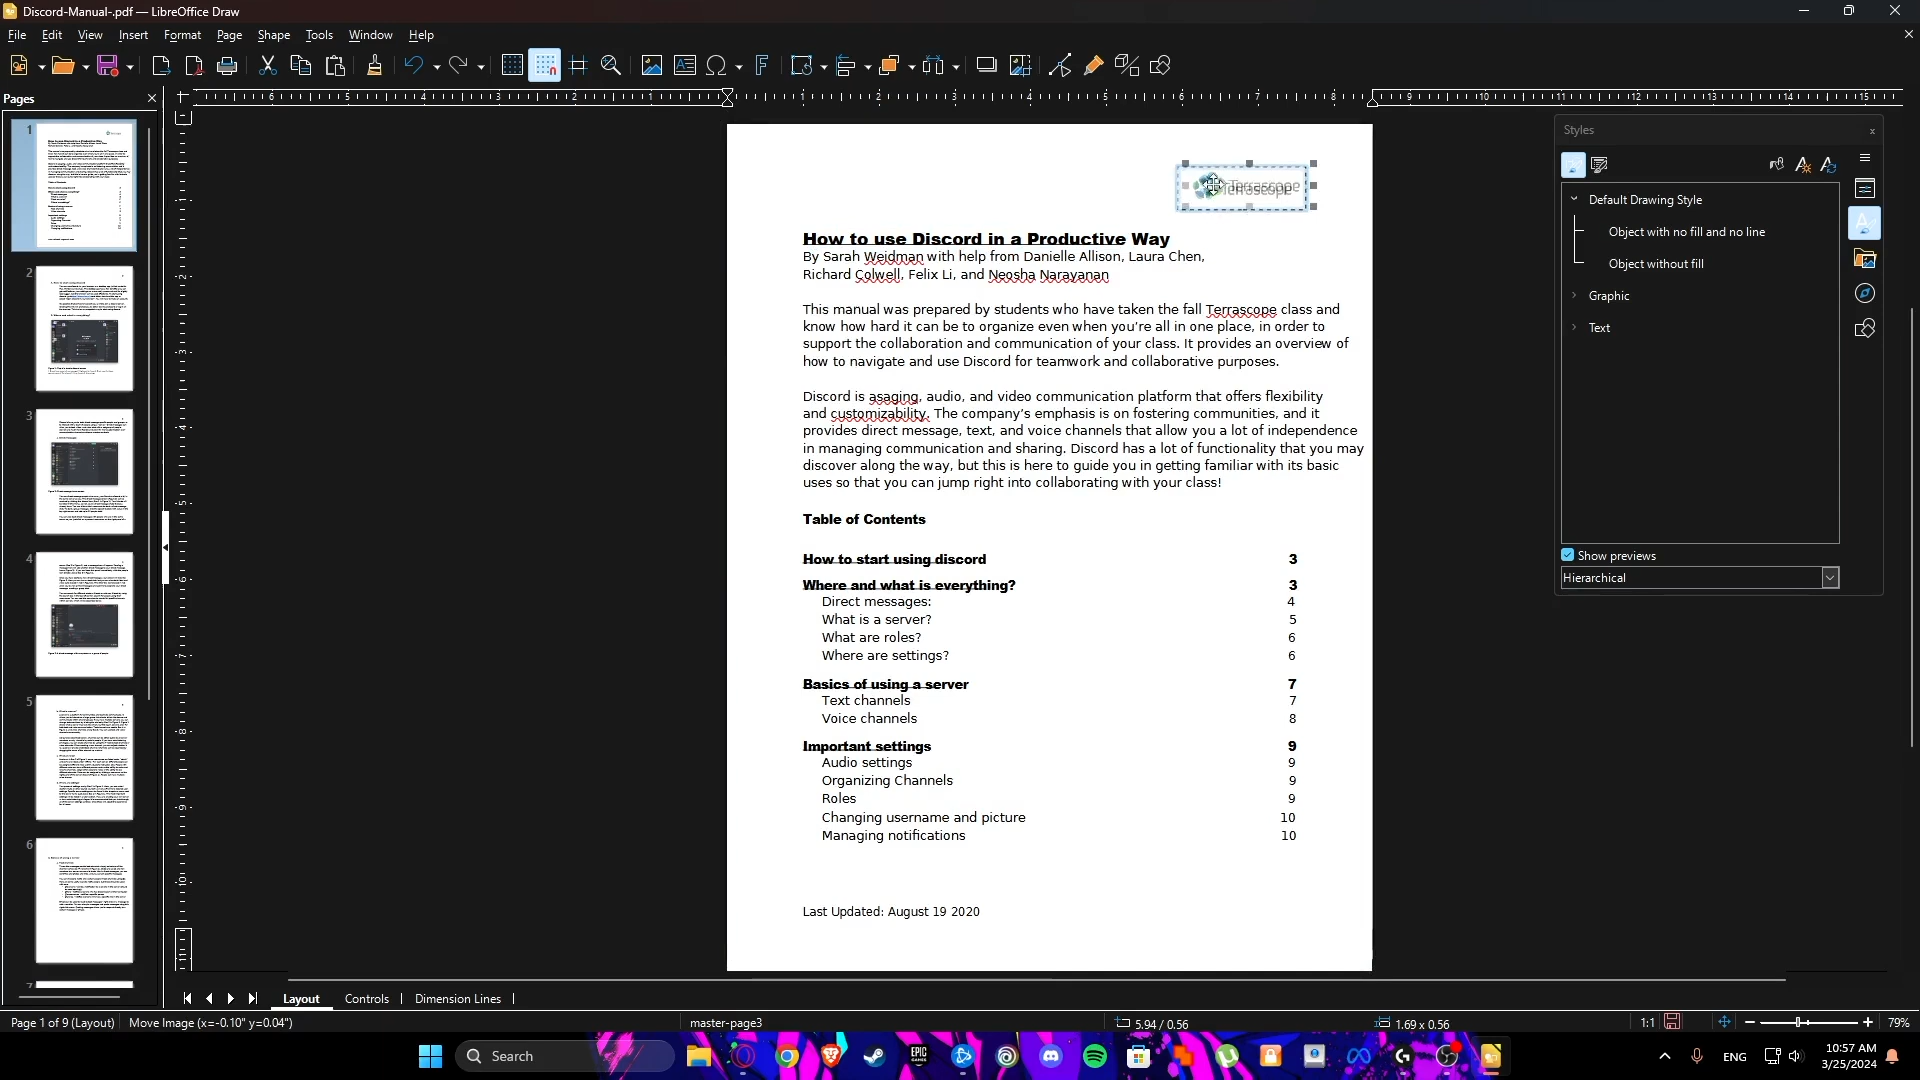 Discord-Manual-.pdf — LibreOffice Draw
File Edit View Insert Format Page Shape Tools Window Help
Pages
Styles
1
2
3
4
5
6
7
Terrascope
How to use Discord in a Productive Way
By Sarah Weidman with help from Danielle Allison, Laura Chen,
Richard Colwell, Felix Li, and Neosha Narayanan
This manual was prepared by students who have taken the fall Terrascope class and
know how hard it can be to organize even when you're all in one place, in order to
support the collaboration and communication of your class. It provides an overview of
how to navigate and use Discord for teamwork and collaborative purposes.
Discord is asaging, audio, and video communication platform that offers flexibility
and customizability. The company's emphasis is on fostering communities, and it
provides direct message, text, and voice channels that allow you a lot of independence
in managing communication and sharing. Discord has a lot of functionality that you may
discover along the way, but this is here to guide you in getting familiar with its basic
uses so that you can jump right into collaborating with your class!
Table of Contents
How to start using discord 3
Where and what is everything? 3
Direct messages: 4
What is a server? 5
What are roles? 6
Where are settings? 6
Basics of using a server 7
Text channels 7
Voice channels 8
Important settings 9
Audio settings 9
Organizing Channels 9
Roles 9
Changing username and picture 10
Managing notifications 10
Last Updated: August 19 2020
Default Drawing Style
Object with no fill and no line
Object without fill
Graphic
Text
Show previews
Hierarchical
Layout Controls Dimension Lines
Page 1 of 9 (Layout) Move Image (x=-0.10" y=0.04") master-page3 5.94 / 0.56 1.69 x 0.56 1:1 79%
Search
ENG
10:57 AM
3/25/2024